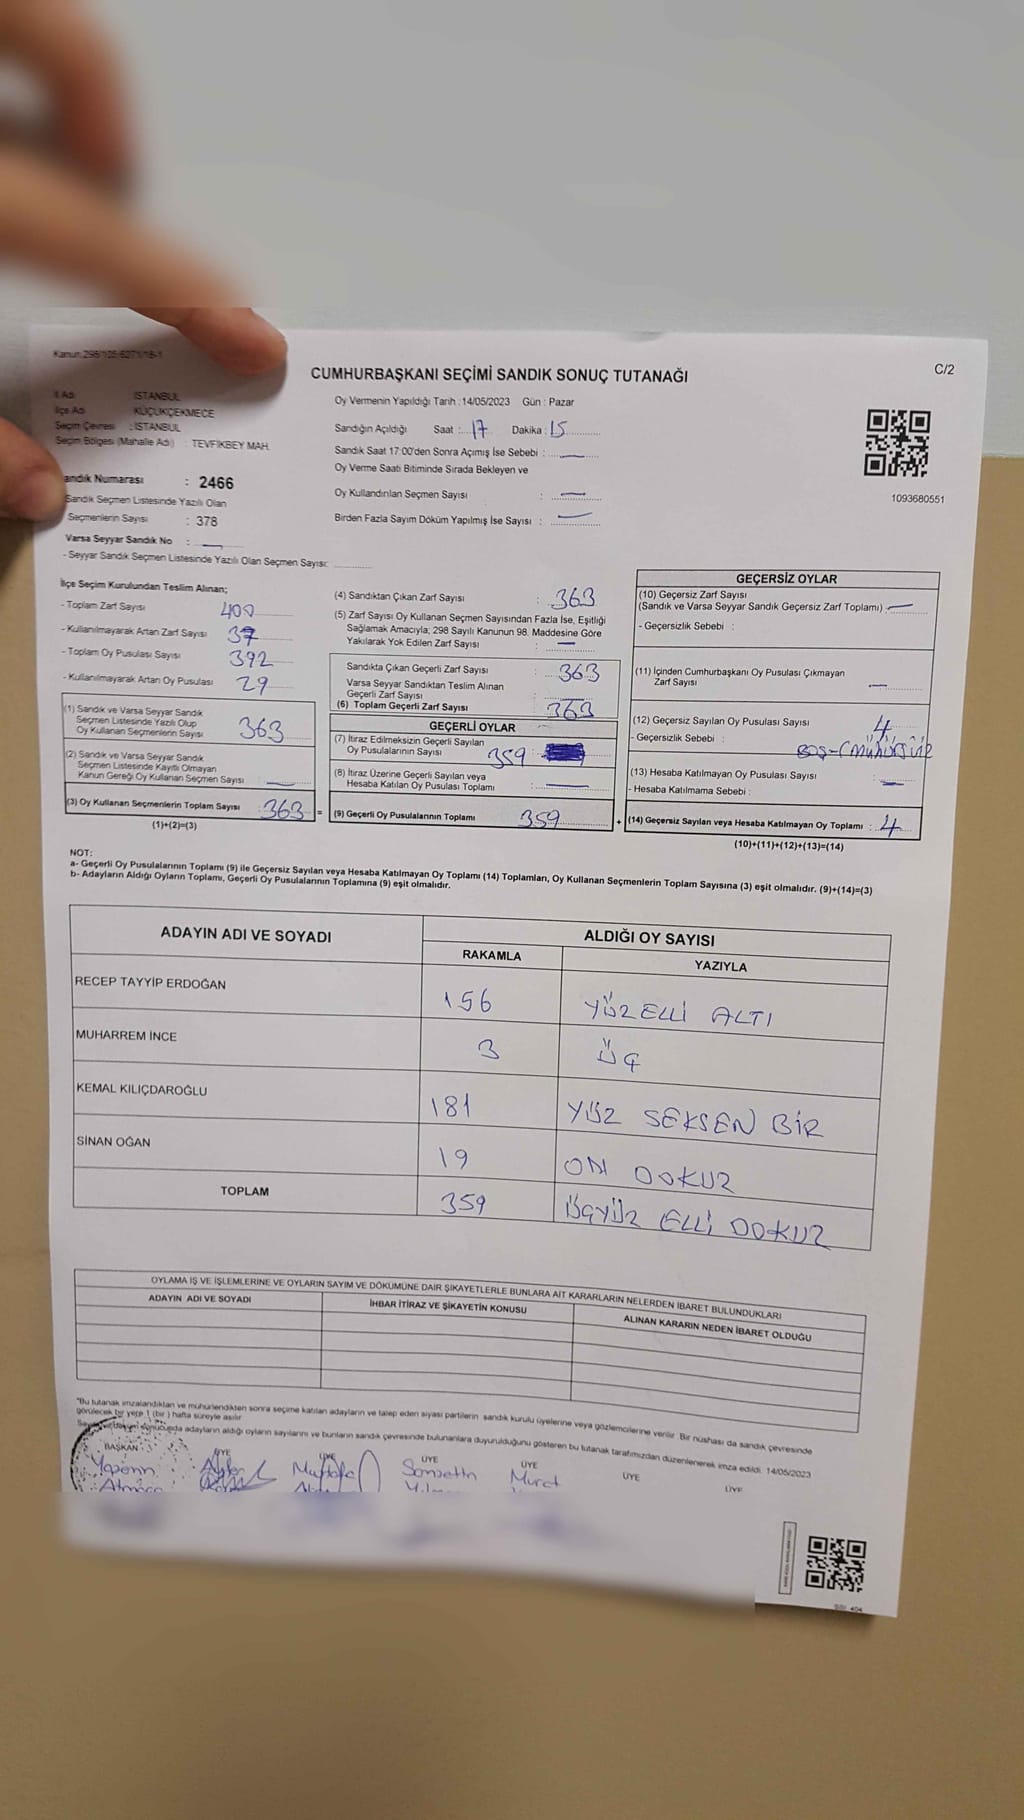 Kanun 298/105-6271/18-1
C/2
CUMHURBAŞKANI SEÇİMİ SANDIK SONUÇ TUTANAĞI
İl Adı : İSTANBUL
İlçe Adı : KÜÇÜKÇEKMECE
Seçim Çevresi : İSTANBUL
Seçim Bölgesi (Mahalle Adı) : TEVFİKBEY MAH.
Sandık Numarası : 2466
Sandık Seçmen Listesinde Yazılı Olan
Seçmenlerin Sayısı : 378
Varsa Seyyar Sandık No : —
- Seyyar Sandık Seçmen Listesinde Yazılı Olan Seçmen Sayısı:
Oy Vermenin Yapıldığı Tarih : 14/05/2023 Gün : Pazar
Sandığın Açıldığı Saat : 17 Dakika : 15
Sandık Saat 17:00'den Sonra Açımış İse Sebebi : —
Oy Verme Saati Bitiminde Sırada Bekleyen ve
Oy Kullandırılan Seçmen Sayısı : —
Birden Fazla Sayım Döküm Yapılmış İse Sayısı : —
1093680551
İlçe Seçim Kurulundan Teslim Alınan;
- Toplam Zarf Sayısı 400
- Kullanılmayarak Artan Zarf Sayısı 37
- Toplam Oy Pusulası Sayısı 392
- Kullanılmayarak Artan Oy Pusulası 29
(1) Sandık ve Varsa Seyyar Sandık
Seçmen Listesinde Yazılı Olup
Oy Kullanan Seçmenlerin Sayısı 363
(2) Sandık ve Varsa Seyyar Sandık
Seçmen Listesinde Kayıtlı Olmayan
Kanun Gereği Oy Kullanan Seçmen Sayısı —
(3) Oy Kullanan Seçmenlerin Toplam Sayısı : 363 =
(1)+(2)=(3)
(4) Sandıktan Çıkan Zarf Sayısı : 363
(5) Zarf Sayısı Oy Kullanan Seçmen Sayısından Fazla İse, Eşitliği
Sağlamak Amacıyla; 298 Sayılı Kanunun 98. Maddesine Göre
Yakılarak Yok Edilen Zarf Sayısı : —
Sandıkta Çıkan Geçerli Zarf Sayısı : 363
Varsa Seyyar Sandıktan Teslim Alınan
Geçerli Zarf Sayısı
(6) Toplam Geçerli Zarf Sayısı : 363
GEÇERLİ OYLAR
(7) İtiraz Edilmeksizin Geçerli Sayılan
Oy Pusulalarının Sayısı 359
(8) İtiraz Üzerine Geçerli Sayılan veya
Hesaba Katılan Oy Pusulası Toplamı : —
(9) Geçerli Oy Pusulalarının Toplamı 359 +
GEÇERSİZ OYLAR
(10) Geçersiz Zarf Sayısı
(Sandık ve Varsa Seyyar Sandık Geçersiz Zarf Toplamı) : —
- Geçersizlik Sebebi :
(11) İçinden Cumhurbaşkanı Oy Pusulası Çıkmayan
Zarf Sayısı : —
(12) Geçersiz Sayılan Oy Pusulası Sayısı : 4
- Geçersizlik Sebebi : BOŞ-(MÜHÜRSÜZ
(13) Hesaba Katılmayan Oy Pusulası Sayısı : —
- Hesaba Katılmama Sebebi :
(14) Geçersiz Sayılan veya Hesaba Katılmayan Oy Toplamı : 4
(10)+(11)+(12)+(13)=(14)
NOT:
a- Geçerli Oy Pusulalarının Toplamı (9) ile Geçersiz Sayılan veya Hesaba Katılmayan Oy Toplamı (14) Toplamları, Oy Kullanan Seçmenlerin Toplam Sayısına (3) eşit olmalıdır. (9)+(14)=(3)
b- Adayların Aldığı Oyların Toplamı, Geçerli Oy Pusulalarının Toplamına (9) eşit olmalıdır.
ADAYIN ADI VE SOYADI ALDIĞI OY SAYISI
RAKAMLA YAZIYLA
RECEP TAYYİP ERDOĞAN 156 YÜZELLİ ALTI
MUHARREM İNCE 3 ÜÇ
KEMAL KILIÇDAROĞLU 181 YÜZ SEKSEN BİR
SİNAN OĞAN 19 ON DOKUZ
TOPLAM 359 ÜÇYÜZ ELLİ DOKUZ
OYLAMA İŞ VE İŞLEMLERİNE VE OYLARIN SAYIM VE DÖKÜMÜNE DAİR ŞİKAYETLERLE BUNLARA AİT KARARLARIN NELERDEN İBARET BULUNDUKLARI
ADAYIN ADI VE SOYADI İHBAR İTİRAZ VE ŞİKAYETİN KONUSU ALINAN KARARIN NEDEN İBARET OLDUĞU
*Bu tutanak imzalandıktan ve mühürlendikten sonra seçime katılan adayların ve talep eden siyasi partilerin sandık kurulu üyelerine veya gözlemcilerine verilir. Bir nüshası da sandık çevresinde
görülecek bir yere 1 (bir) hafta süreyle asılır.
sonucunda adayların aldığı oyların sayılarını ve bunların sandık çevresinde bulunanlara duyurulduğunu gösteren bu tutanak tarafımızdan düzenlenerek imza edildi. 14/05/2023
BAŞKAN ÜYE ÜYE ÜYE ÜYE ÜYE ÜYE
Mustafa Murat